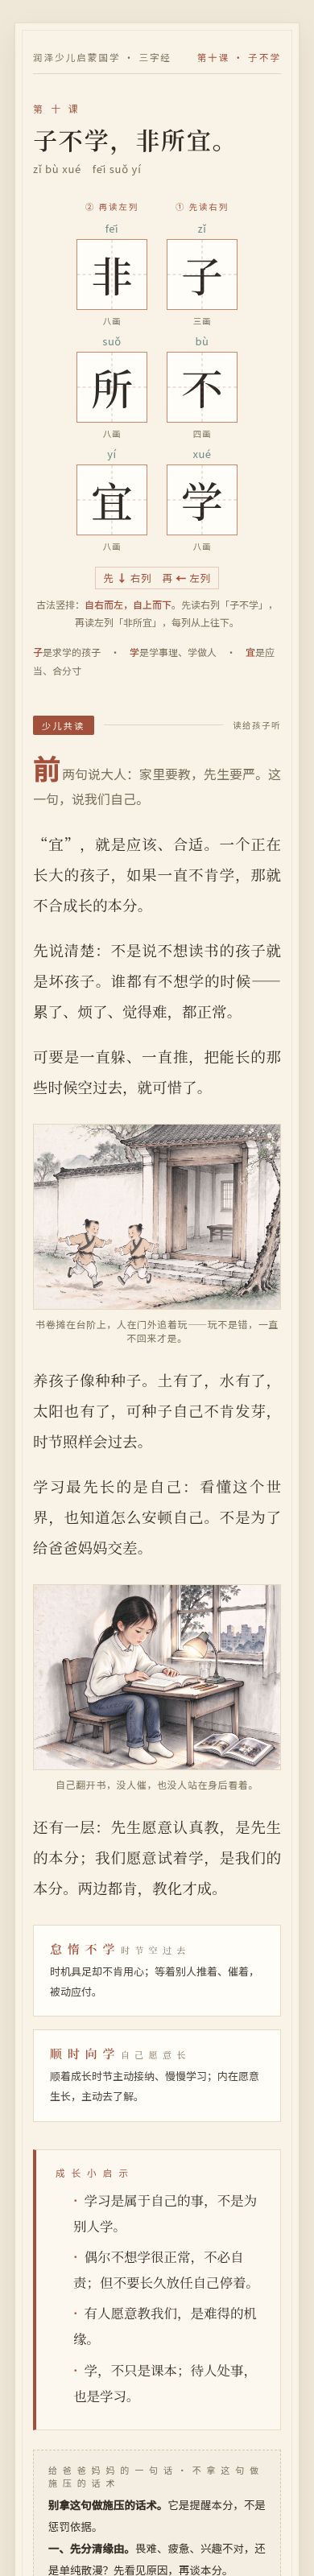 润泽少儿启蒙国学 · 三字经 第十课 · 子不学
第十课
子不学，非所宜。
zǐ bù xué fēi suǒ yí
② 再读左列 ① 先读右列
fēi zǐ
非 子
八画 三画
suǒ bù
所 不
八画 四画
yí xué
宜 学
八画 八画
先 ↓ 右列 再 ← 左列
古法竖排：自右而左，自上而下。先读右列「子不学」，
再读左列「非所宜」，每列从上往下。
子是求学的孩子 · 学是学事理、学做人 · 宜是应
当、合分寸
少儿共读 读给孩子听
前两句说大人：家里要教，先生要严。这
一句，说我们自己。
“宜”，就是应该、合适。一个正在
长大的孩子，如果一直不肯学，那就
不合成长的本分。
先说清楚：不是说不想读书的孩子就
是坏孩子。谁都有不想学的时候——
累了、烦了、觉得难，都正常。
可要是一直躲、一直推，把能长的那
些时候空过去，就可惜了。
书卷摊在台阶上，人在门外追着玩——玩不是错，一直
不回来才是。
养孩子像种种子。土有了，水有了，
太阳也有了，可种子自己不肯发芽，
时节照样会过去。
学习最先长的是自己：看懂这个世
界，也知道怎么安顿自己。不是为了
给爸爸妈妈交差。
自己翻开书，没人催，也没人站在身后看着。
还有一层：先生愿意认真教，是先生
的本分；我们愿意试着学，是我们的
本分。两边都肯，教化才成。
怠惰不学 时节空过去
时机具足却不肯用心；等着别人推着、催着，
被动应付。
顺时向学 自己愿意长
顺着成长时节主动接纳、慢慢学习；内在愿意
生长，主动去了解。
成长小启示
· 学习是属于自己的事，不是为
别人学。
· 偶尔不想学很正常，不必自
责；但不要长久放任自己停着。
· 有人愿意教我们，是难得的机
缘。
· 学，不只是课本；待人处事，
也是学习。
给爸爸妈妈的一句话 · 不拿这句做
施压的话术
别拿这句做施压的话术。它是提醒本分，不是
惩罚依据。
一、先分清缘由。畏难、疲惫、兴趣不对，还
是单纯散漫？先看见原因，再谈本分。